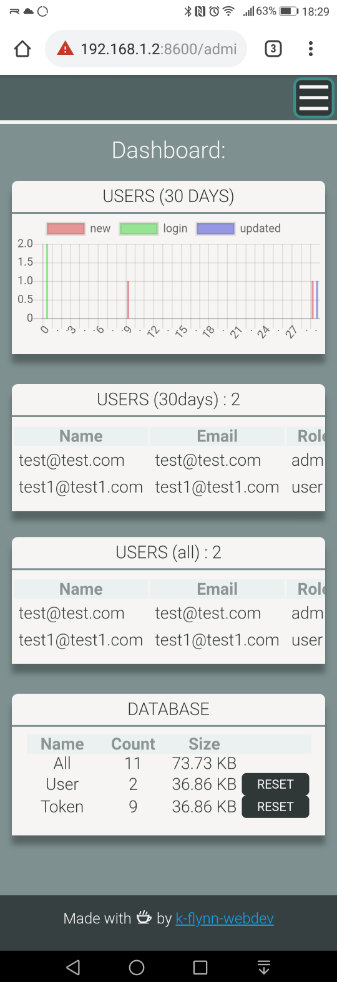 63% 18:29
192.168.1.2:8600/admi 3
Dashboard:
USERS (30 DAYS)
new login updated
2.0
1.5
1.0
0.5
0
0 3 6 9 12 15 18 21 24 27
USERS (30days) : 2
Name Email Role
test@test.com test@test.com adm
test1@test1.com test1@test1.com user
USERS (all) : 2
Name Email Role
test@test.com test@test.com adm
test1@test1.com test1@test1.com user
DATABASE
Name Count Size
All 11 73.73 KB
User 2 36.86 KB RESET
Token 9 36.86 KB RESET
Made with by k-flynn-webdev